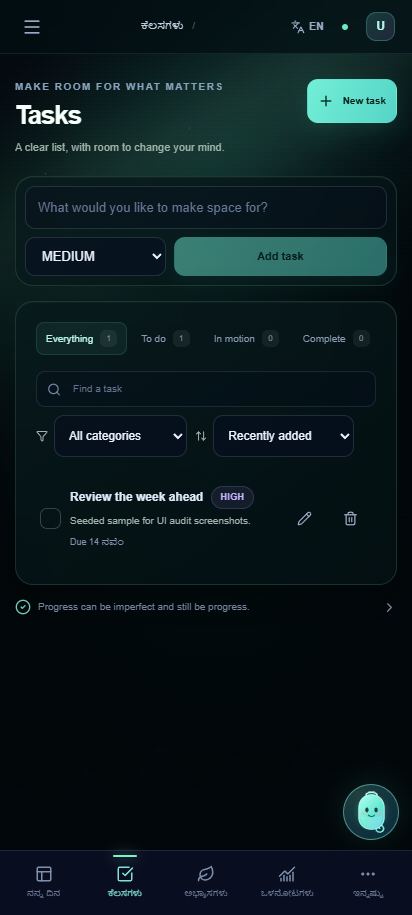 ಕೆಲಸಗಳು /
EN
U
MAKE ROOM FOR WHAT MATTERS
Tasks
New task
A clear list, with room to change your mind.
What would you like to make space for?
MEDIUM
Add task
Everything 1 To do 1 In motion 0 Complete 0
Find a task
All categories
Recently added
Review the week ahead HIGH
Seeded sample for UI audit screenshots.
Due 14 ನವೆಂ
Progress can be imperfect and still be progress.
ನನ್ನ ದಿನ ಕೆಲಸಗಳು ಅಭ್ಯಾಸಗಳು ಒಳನೋಟಗಳು ಇನ್ನಷ್ಟು